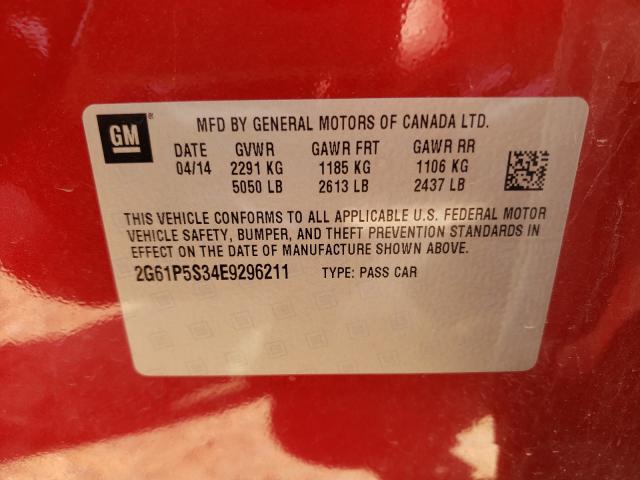 GM ®
MFD BY GENERAL MOTORS OF CANADA LTD.
DATE GVWR GAWR FRT GAWR RR
04/14 2291 KG 1185 KG 1106 KG
5050 LB 2613 LB 2437 LB
THIS VEHICLE CONFORMS TO ALL APPLICABLE U.S. FEDERAL MOTOR
VEHICLE SAFETY, BUMPER, AND THEFT PREVENTION STANDARDS IN
EFFECT ON THE DATE OF MANUFACTURE SHOWN ABOVE.
2G61P5S34E9296211 TYPE: PASS CAR